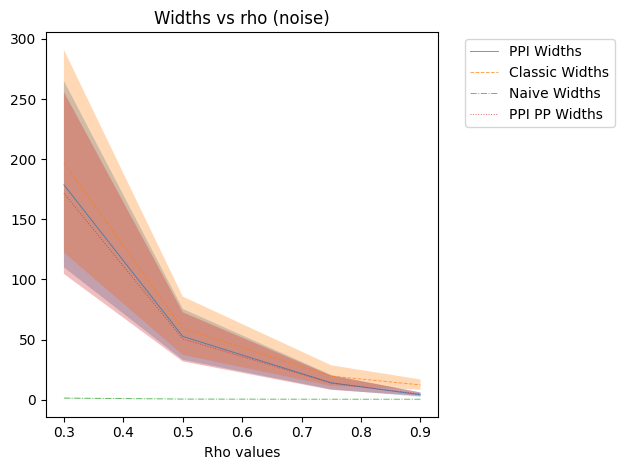 Widths vs rho (noise)
300
250
200
150
100
50
0
0.3 0.4 0.5 0.6 0.7 0.8 0.9
Rho values
PPI Widths
Classic Widths
Naive Widths
PPI PP Widths